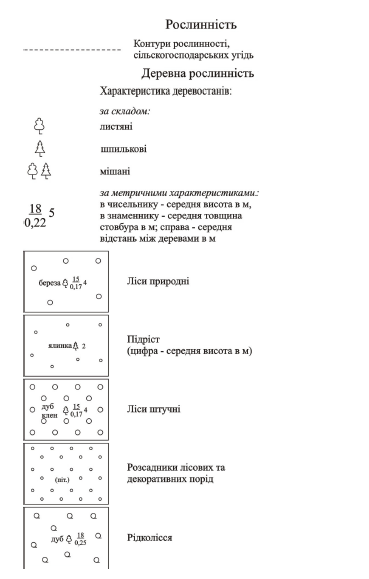 Рослинність
Контури рослинності,
сільскогосподарських угідь
Деревна рослинність
Характеристика деревостанів:
за складом:
листяні
шпилькові
мішані
за метричними характеристиками.:
18
0,22 5
в чисельнику - середня висота в м,
в знаменнику - середня товщина
стовбура в м; справа - середня
відстань між деревами в м
береза 15
0,17 4
Ліси природні
ялинка 2
Підріст
(цифра - середня висота в м)
дуб
клен 15
0,17 4
Ліси штучні
(віт.)
Розсадники лісових та
декоративних порід
дуб 18
0,25
Рідколісся